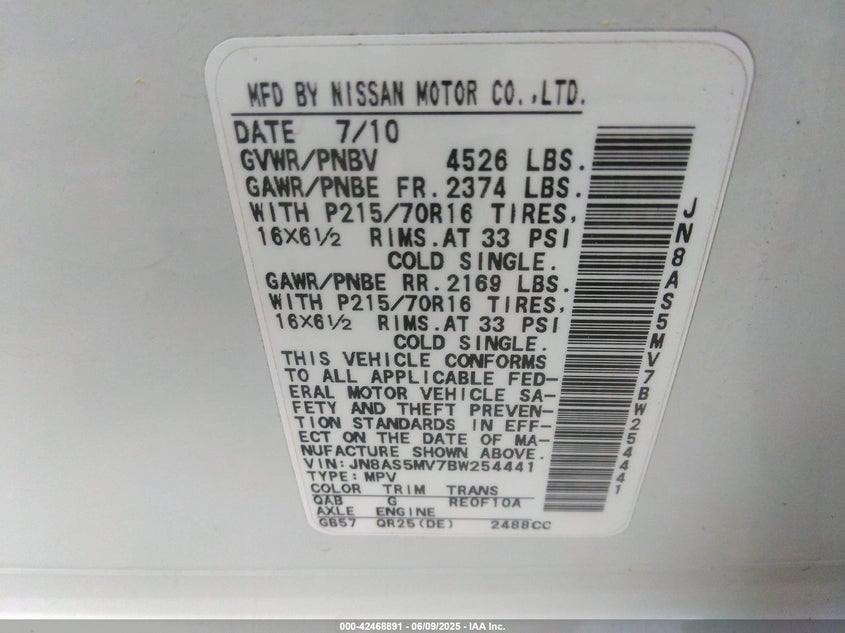 MFD BY NISSAN MOTOR CO.,LTD.
DATE 7/10
GVWR/PNBV 4526 LBS.
GAWR/PNBE FR. 2374 LBS.
WITH P215/70R16 TIRES,
16X6½ RIMS.AT 33 PSI
COLD SINGLE.
GAWR/PNBE RR. 2169 LBS.
WITH P215/70R16 TIRES,
16X6½ RIMS.AT 33 PSI
COLD SINGLE.
THIS VEHICLE CONFORMS
TO ALL APPLICABLE FED-
ERAL MOTOR VEHICLE SA-
FETY AND THEFT PREVEN-
TION STANDARDS IN EFF-
ECT ON THE DATE OF MA-
NUFACTURE SHOWN ABOVE.
VIN:JN8AS5MV7BW254441
TYPE:MPV
COLOR TRIM TRANS
QAB G RE0F10A
AXLE ENGINE
GB57 QR25(DE) 2488CC
JN8AS5MV7BW254441
000-42468891 - 06/09/2025 - IAA Inc.